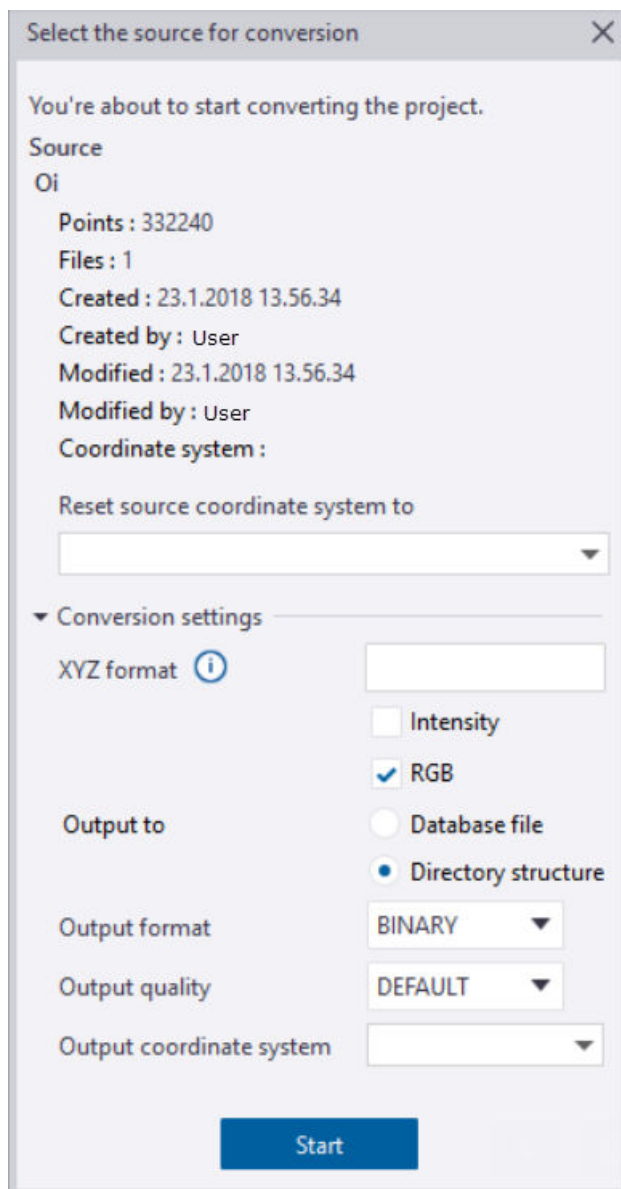 Select the source for conversion
You're about to start converting the project.
Source
Oi
Points : 332240
Files : 1
Created : 23.1.2018 13.56.34
Created by : User
Modified : 23.1.2018 13.56.34
Modified by : User
Coordinate system :
Reset source coordinate system to
Conversion settings
XYZ format
Intensity
RGB
Output to
Database file
Directory structure
Output format BINARY
Output quality DEFAULT
Output coordinate system
Start